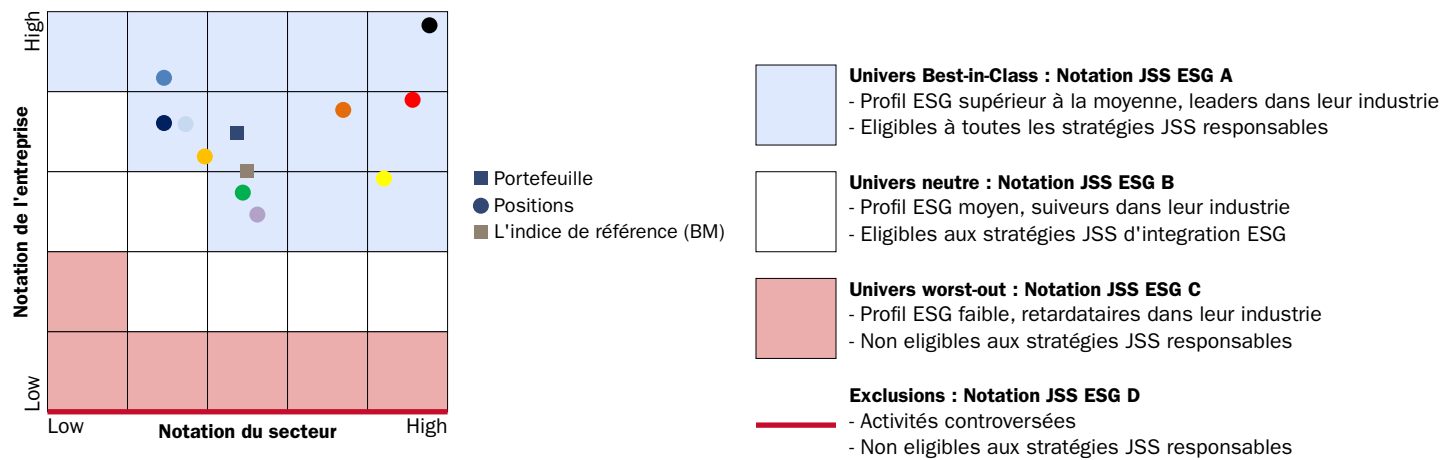 High
Notation de l'entreprise
Low
Low
Notation du secteur
High
Portefeuille
Positions
L'indice de référence (BM)
Univers Best-in-Class : Notation JSS ESG A
- Profil ESG supérieur à la moyenne, leaders dans leur industrie
- Eligibles à toutes les stratégies JSS responsables
Univers neutre : Notation JSS ESG B
- Profil ESG moyen, suiveurs dans leur industrie
- Eligibles aux stratégies JSS d'integration ESG
Univers worst-out : Notation JSS ESG C
- Profil ESG faible, retardataires dans leur industrie
- Non eligibles aux stratégies JSS responsables
Exclusions : Notation JSS ESG D
- Activités controversées
- Non eligibles aux stratégies JSS responsables